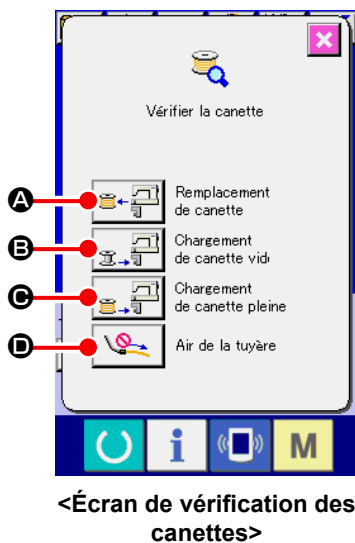 Vérifier la canette
A
Remplacement
de canette
B
Chargement
de canette vid
C
Chargement
de canette pleine
D
Air de la tuyère
i
M
<Écran de vérification des
canettes>